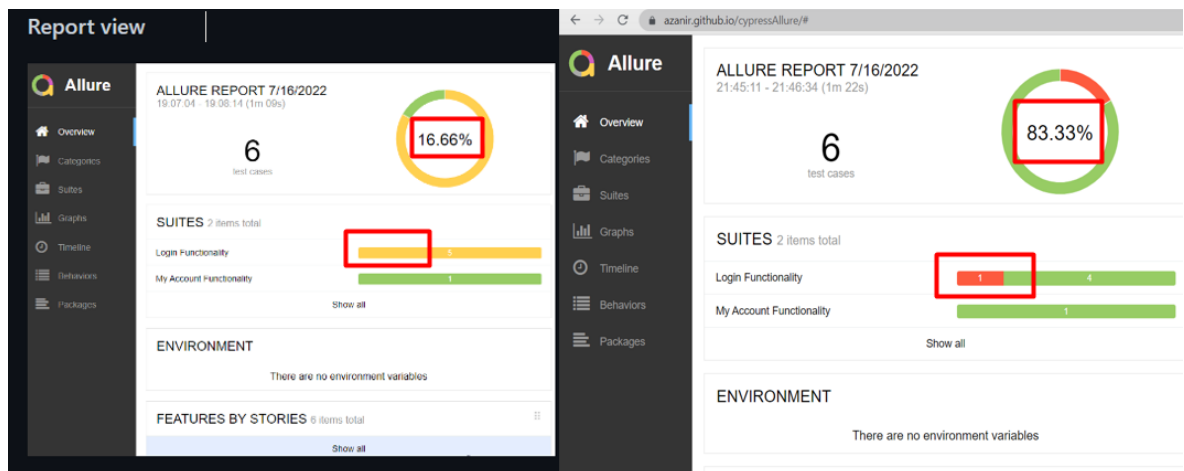 Report view
Allure
Overview
Categories
Suites
Graphs
Timeline
Behaviors
Packages
ALLURE REPORT 7/16/2022
19:07:04 - 19:08:14 (1m 09s)
6
test cases
16.66%
SUITES 2 items total
Login Functionality
5
My Account Functionality
1
Show all
ENVIRONMENT
There are no environment variables
FEATURES BY STORIES 6 items total
Show all
azanir.github.io/cypressAllure/#
Allure
Overview
Categories
Suites
Graphs
Timeline
Behaviors
Packages
ALLURE REPORT 7/16/2022
21:45:11 - 21:46:34 (1m 22s)
6
test cases
83.33%
SUITES 2 items total
Login Functionality
1 4
My Account Functionality
1
Show all
ENVIRONMENT
There are no environment variables